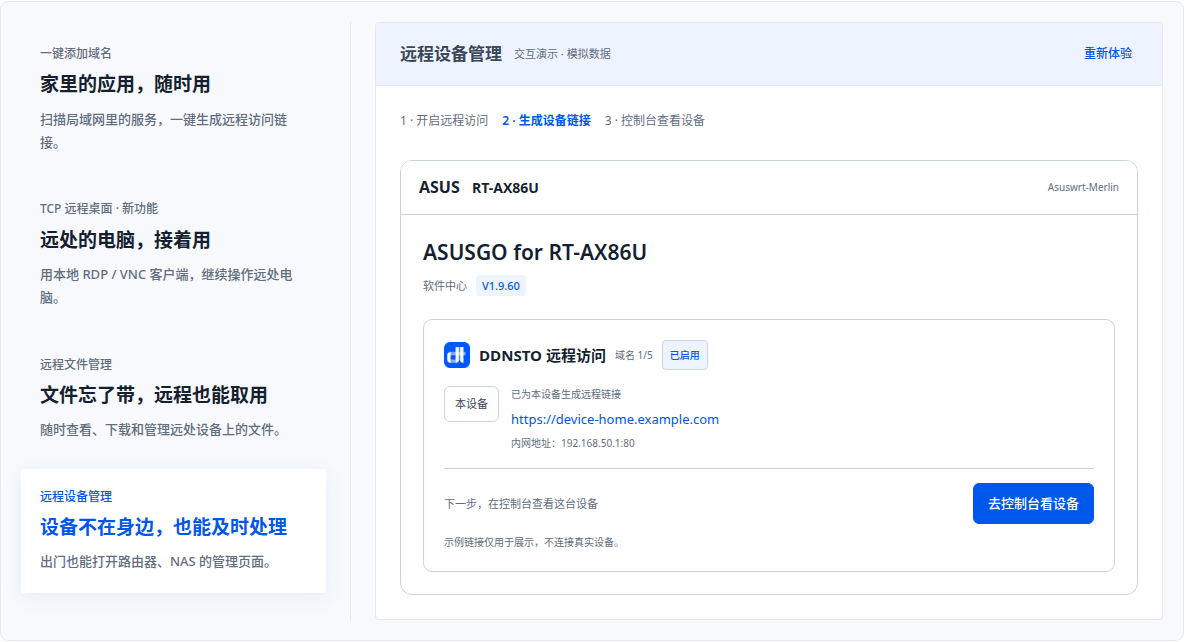 一键添加域名
家里的应用，随时用
扫描局域网里的服务，一键生成远程访问链
接。
TCP 远程桌面 · 新功能
远处的电脑，接着用
用本地 RDP / VNC 客户端，继续操作远处电
脑。
远程文件管理
文件忘了带，远程也能取用
随时查看、下载和管理远处设备上的文件。
远程设备管理
设备不在身边，也能及时处理
出门也能打开路由器、NAS 的管理页面。
远程设备管理 交互演示 · 模拟数据 重新体验
1 · 开启远程访问 2 · 生成设备链接 3 · 控制台查看设备
ASUS RT-AX86U Asuswrt-Merlin
ASUSGO for RT-AX86U
软件中心 V1.9.60
dt DDNSTO 远程访问 域名 1/5 已启用
本设备 已为本设备生成远程链接
https://device-home.example.com
内网地址：192.168.50.1:80
下一步，在控制台查看这台设备 去控制台看设备
示例链接仅用于展示，不连接真实设备。